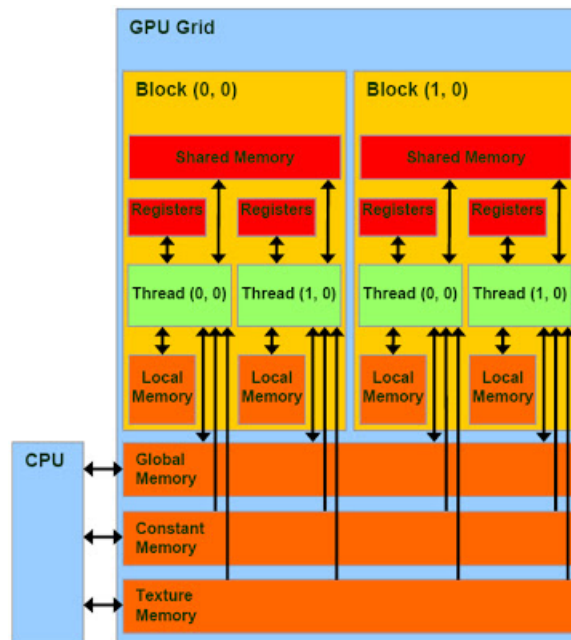 GPU Grid
Block (0, 0)
Block (1, 0)
Shared Memory
Shared Memory
Registers
Registers
Registers
Registers
Thread (0, 0)
Thread (1, 0)
Thread (0, 0)
Thread (1, 0)
Local
Memory
Local
Memory
Local
Memory
Local
Memory
CPU
Global
Memory
Constant
Memory
Texture
Memory